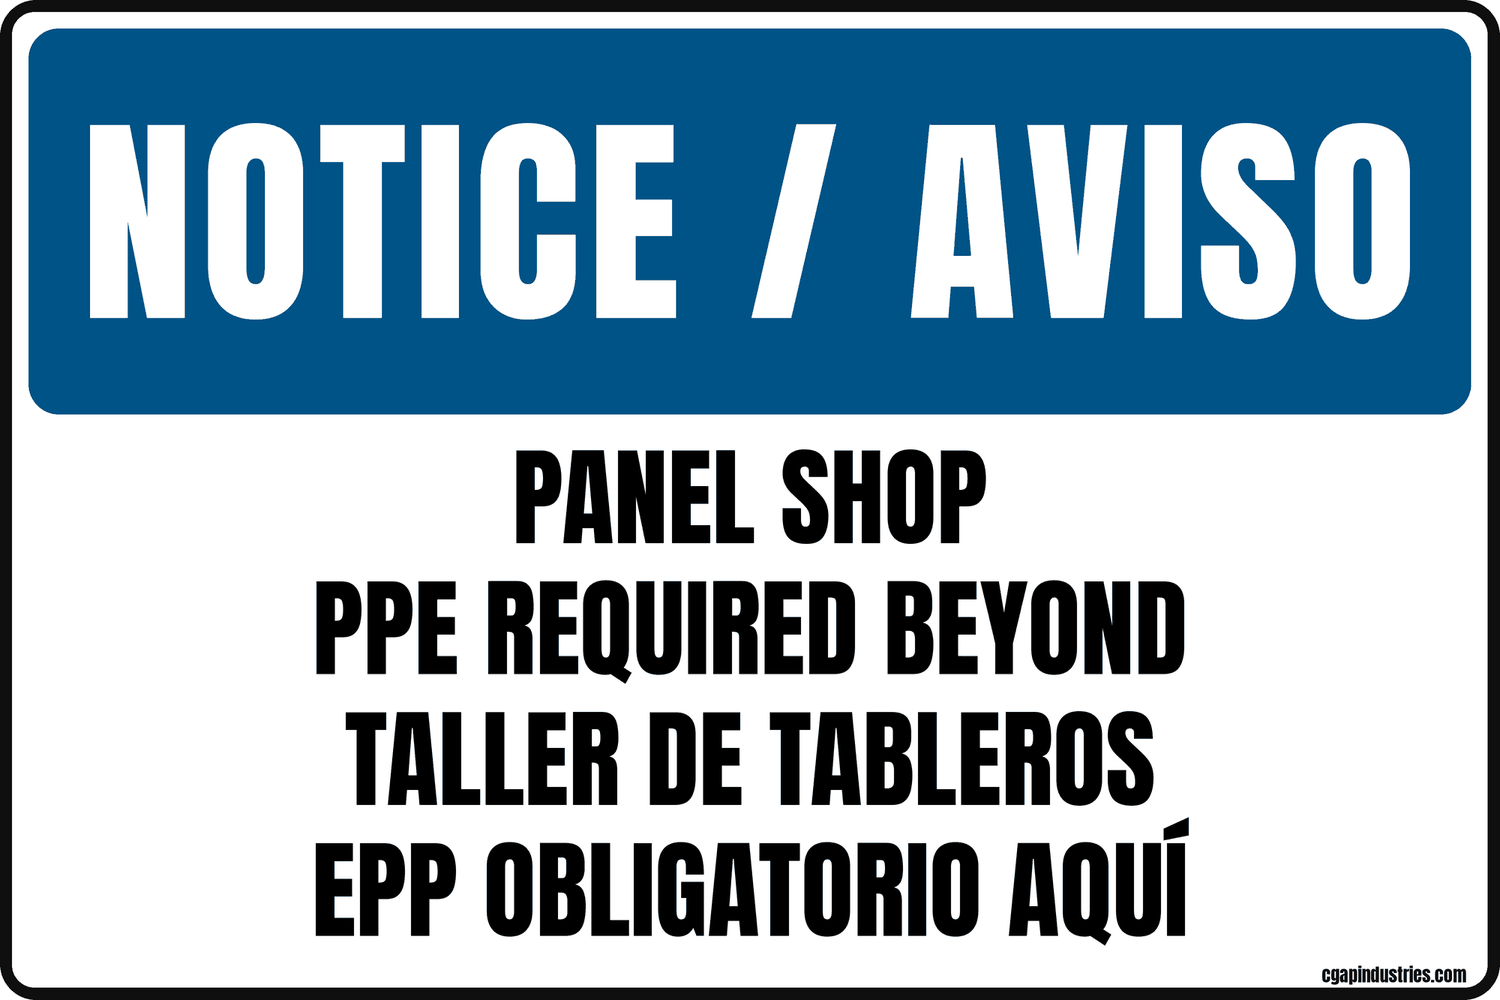 NOTICE / AVISO
PANEL SHOP
PPE REQUIRED BEYOND
TALLER DE TABLEROS
EPP OBLIGATORIO AQUÍ
cgapindustries.com